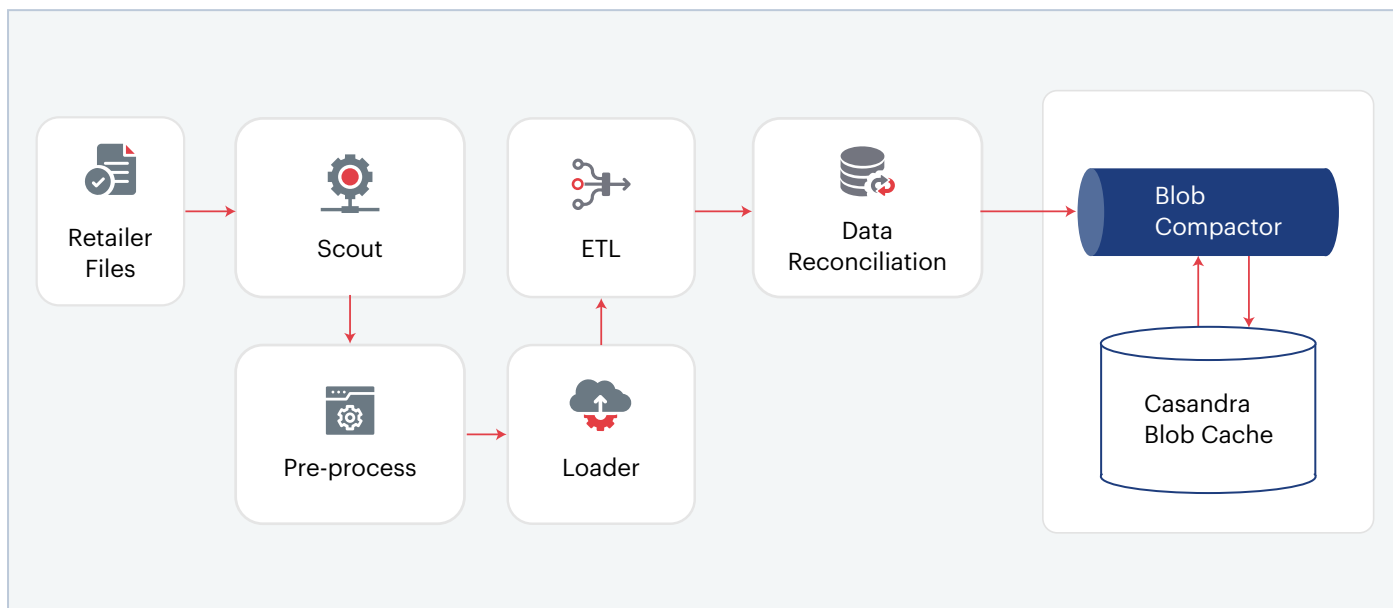 Retailer
Files
Scout
Pre-process
Loader
ETL
Data
Reconciliation
Blob
Compactor
Casandra
Blob Cache